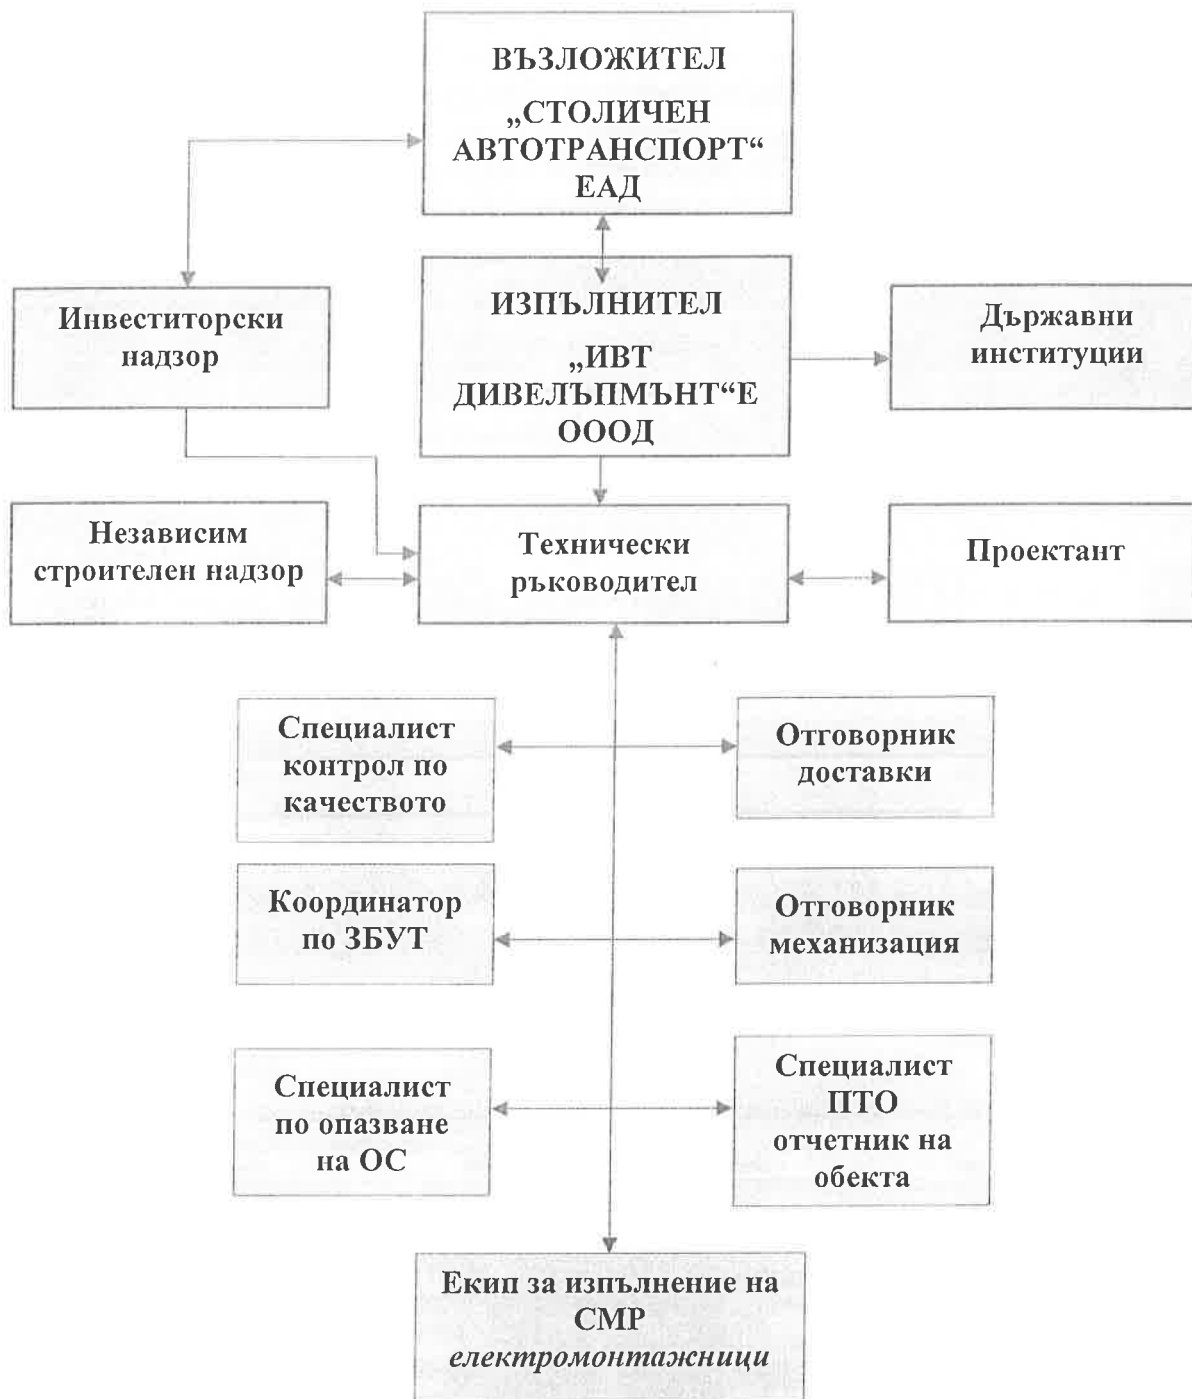 ВЪЗЛОЖИТЕЛ
„СТОЛИЧЕН
АВТОТРАНСПОРТ“
ЕАД
Инвеститорски
надзор
ИЗПЪЛНИТЕЛ
„ИВТ
ДИВЕЛЪПМЪНТ“Е
ОООД
Държавни
институции
Независим
строителен надзор
Технически
ръководител
Проектант
Специалист
контрол по
качеството
Отговорник
доставки
Координатор
по ЗБУТ
Отговорник
механизация
Специалист
по опазване
на ОС
Специалист
ПТО
отчетник на
обекта
Екип за изпълнение на
СМР
електромонтажници